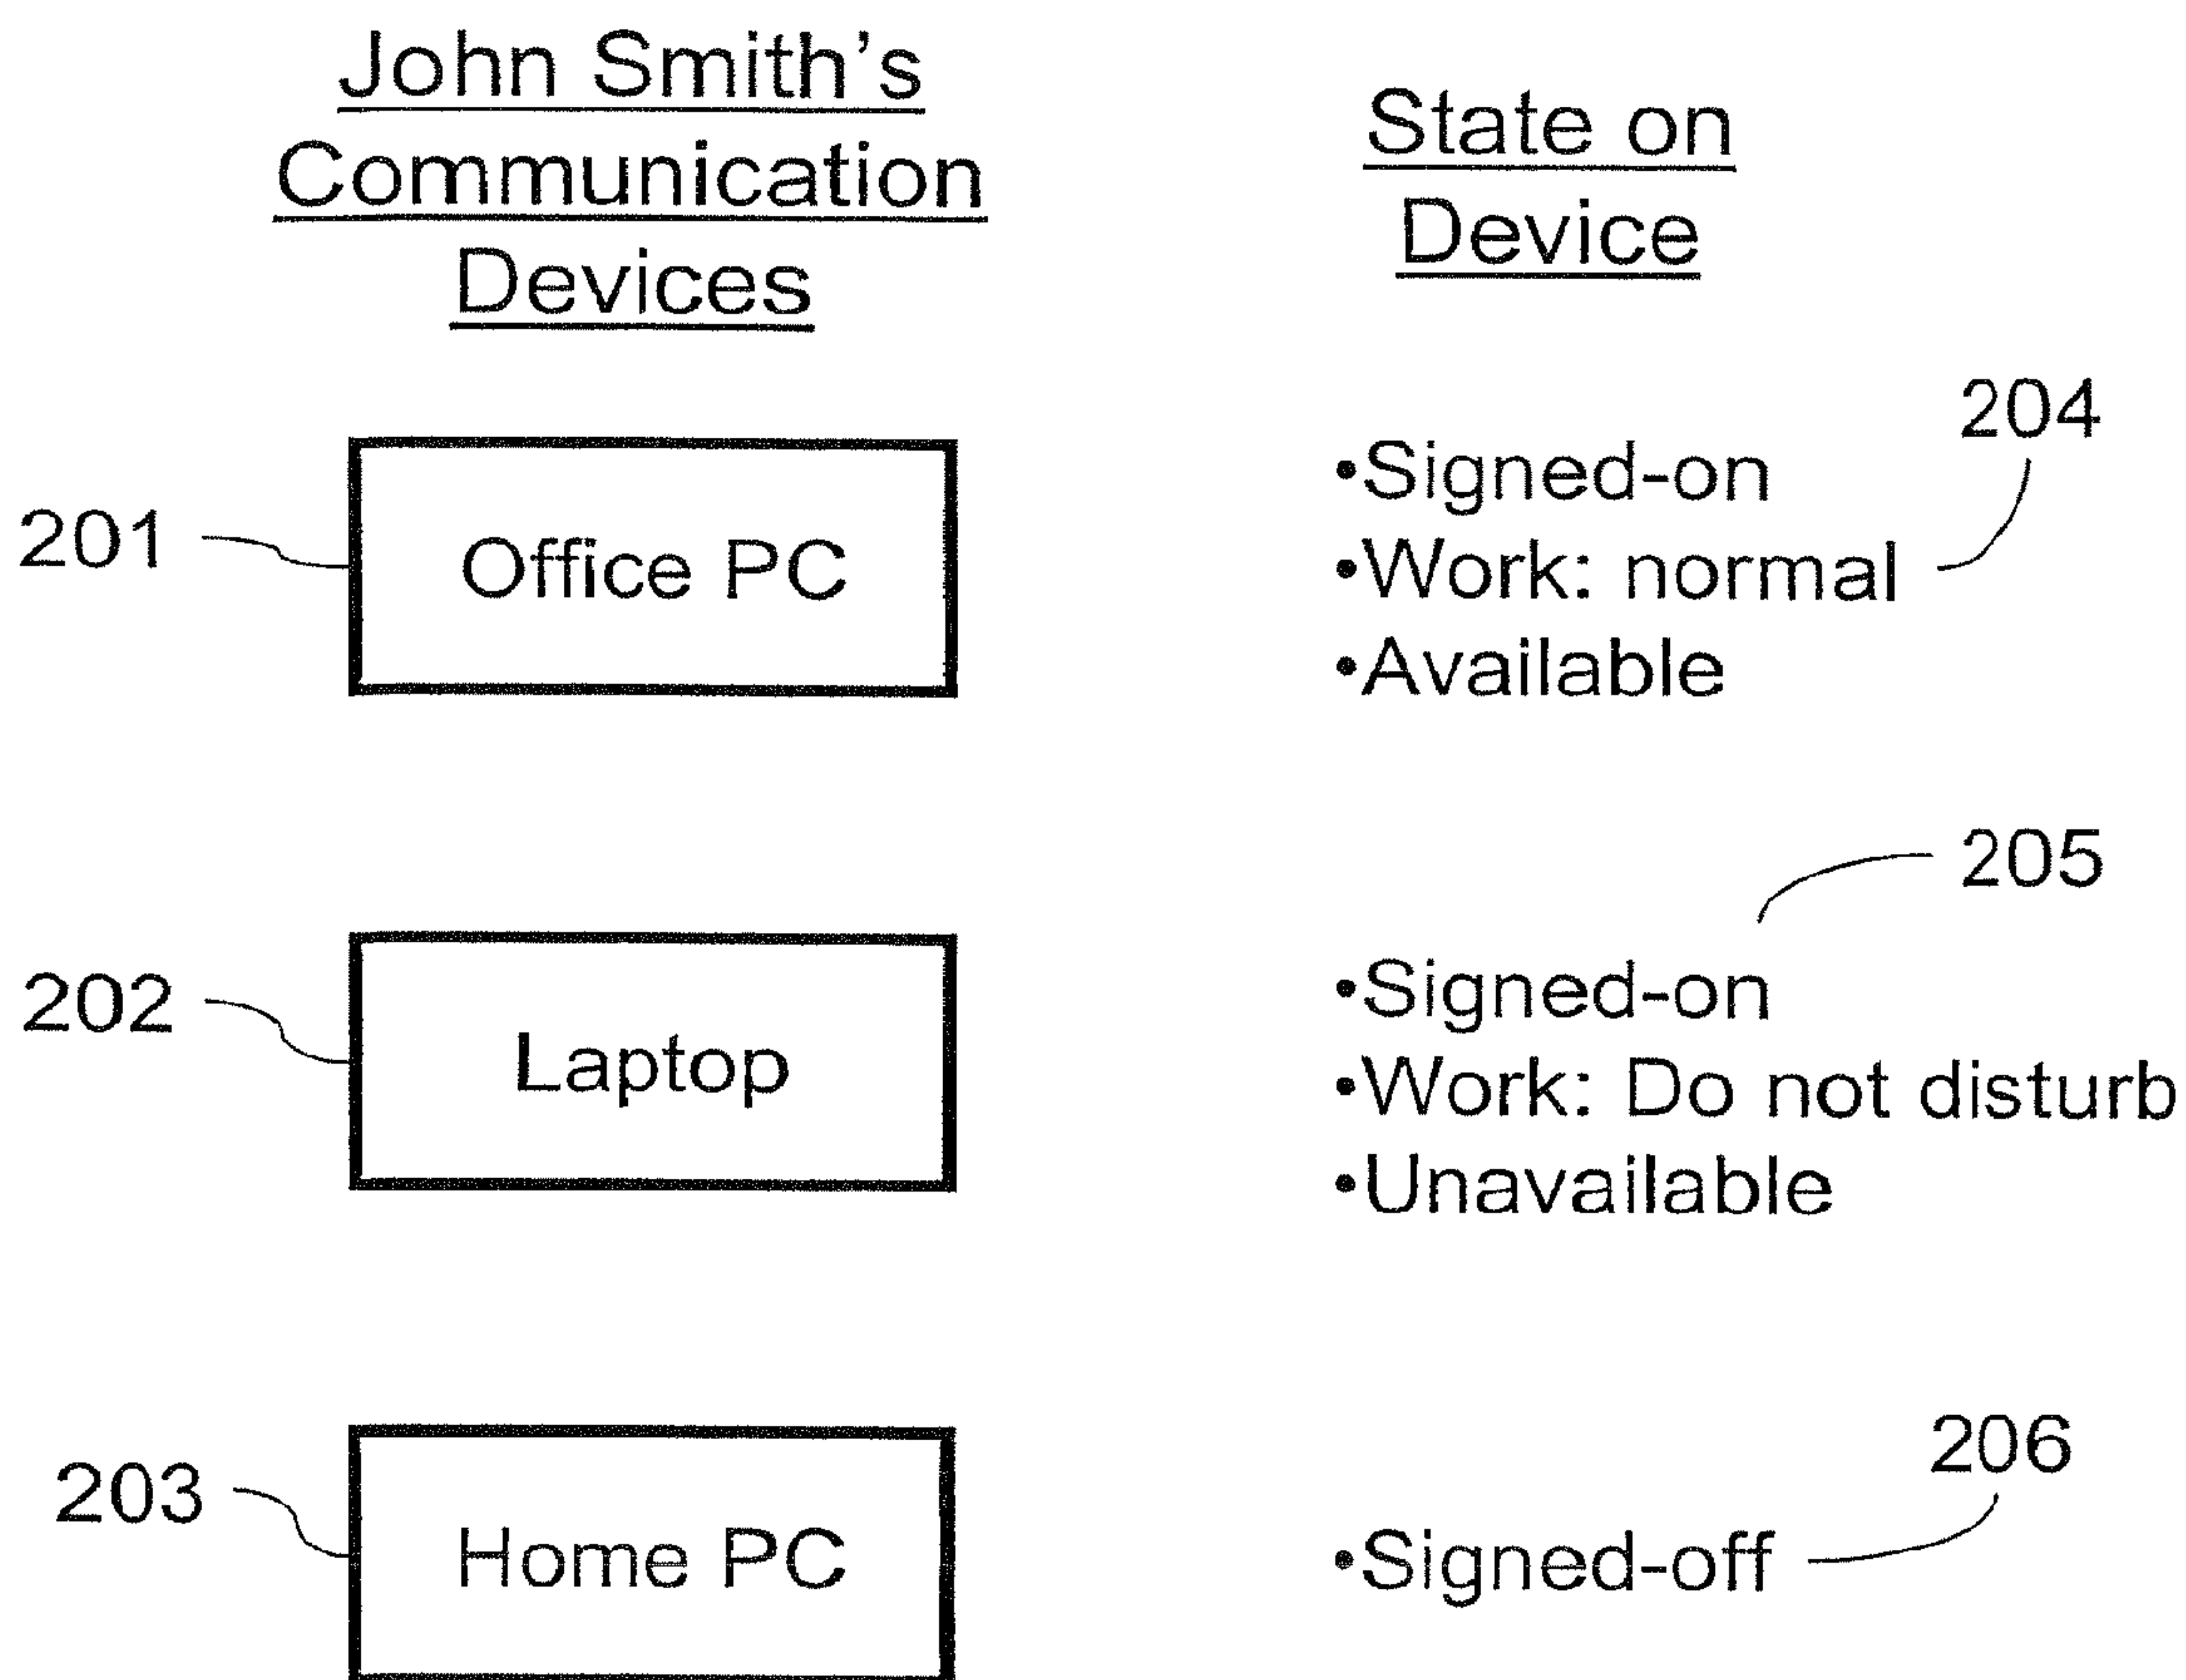 John Smith's
Communication
Devices
State on
Device
201
Office PC
•Signed-on
•Work: normal
•Available
204
202
Laptop
•Signed-on
•Work: Do not disturb
•Unavailable
205
203
Home PC
•Signed-off
206